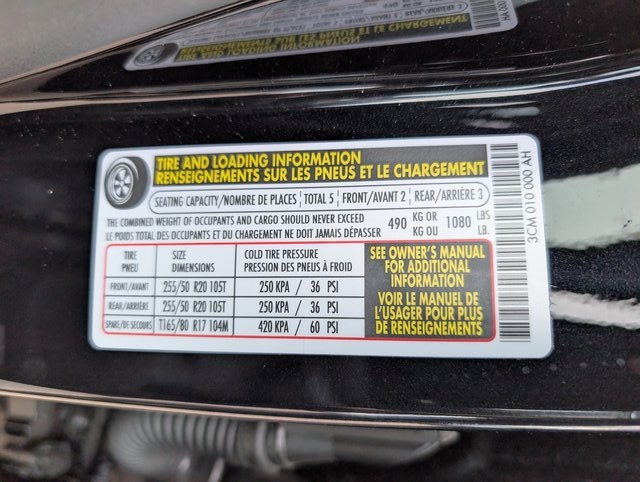 TIRE AND LOADING INFORMATION
RENSEIGNEMENTS SUR LES PNEUS ET LE CHARGEMENT
SEATING CAPACITY/NOMBRE DE PLACES TOTAL 5 FRONT/AVANT 2 REAR/ARRIÈRE 3
THE COMBINED WEIGHT OF OCCUPANTS AND CARGO SHOULD NEVER EXCEED 490 KG OR 1080 LBS
LE POIDS TOTAL DES OCCUPANTS ET DU CHARGEMENT NE DOIT JAMAIS DÉPASSER KG OU LB.
TIRE SIZE COLD TIRE PRESSURE
PNEU DIMENSIONS PRESSION DES PNEUS À FROID
FRONT/AVANT 255/50 R20 105T 250 KPA / 36 PSI
REAR/ARRIÈRE 255/50 R20 105T 250 KPA / 36 PSI
SPARE/DE SECOURS T165/80 R17 104M 420 KPA / 60 PSI
SEE OWNER'S MANUAL
FOR ADDITIONAL
INFORMATION
VOIR LE MANUEL DE
L'USAGER POUR PLUS
DE RENSEIGNEMENTS
3CM 010 000 AH